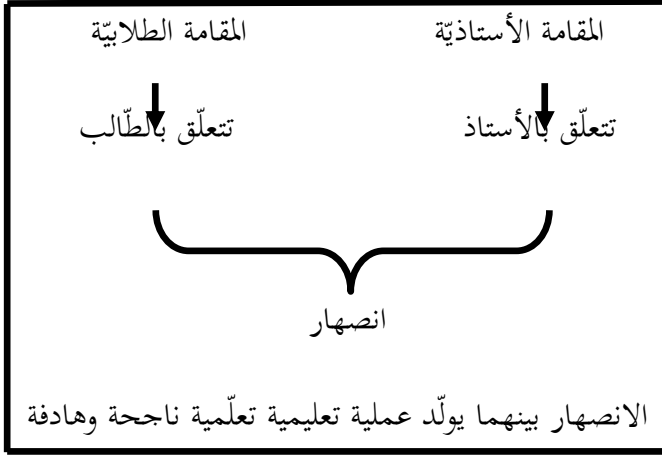 المقامة الأستاذيّة المقامة الطلابيّة
تتعلّق بالأستاذ تتعلّق بالطّالب
انصهار
الانصهار بينهما يولّد عملية تعليمية تعلّمية ناجحة وهادفة